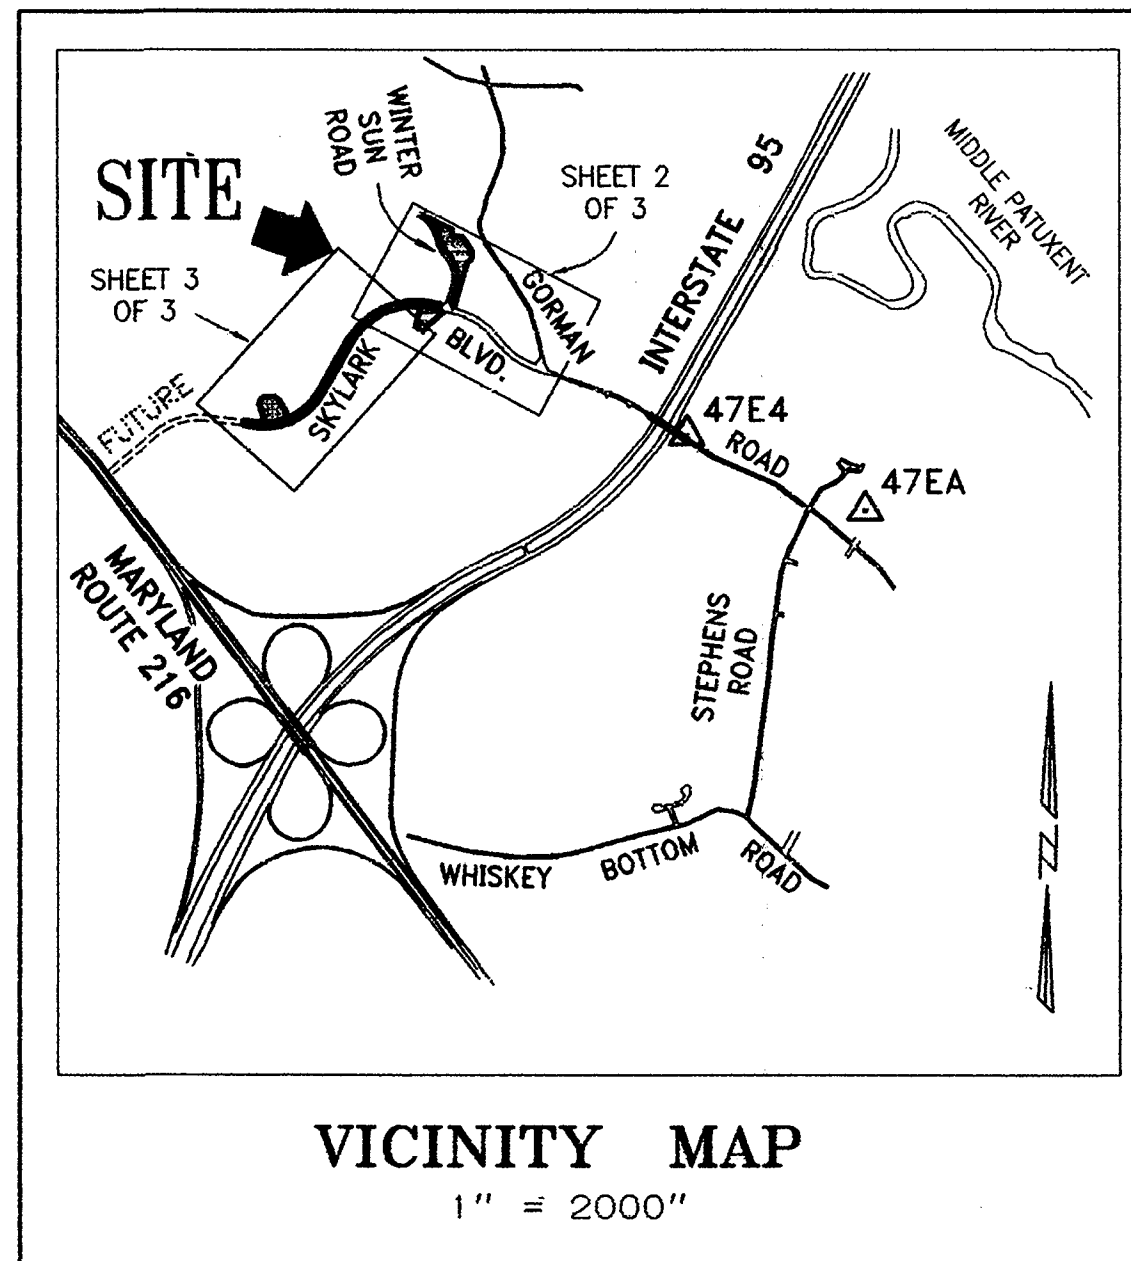 WINTER
SUN
ROAD
SITE
SHEET 2
OF 3
INTERSTATE 95
MIDDLE PATUXENT
RIVER
SHEET 3
OF 3
GORMAN
BLVD.
SKYLARK
FUTURE
47E4
ROAD
47EA
MARYLAND
ROUTE 216
STEPHENS
ROAD
WHISKEY BOTTOM ROAD
N
VICINITY MAP
1" = 2000"